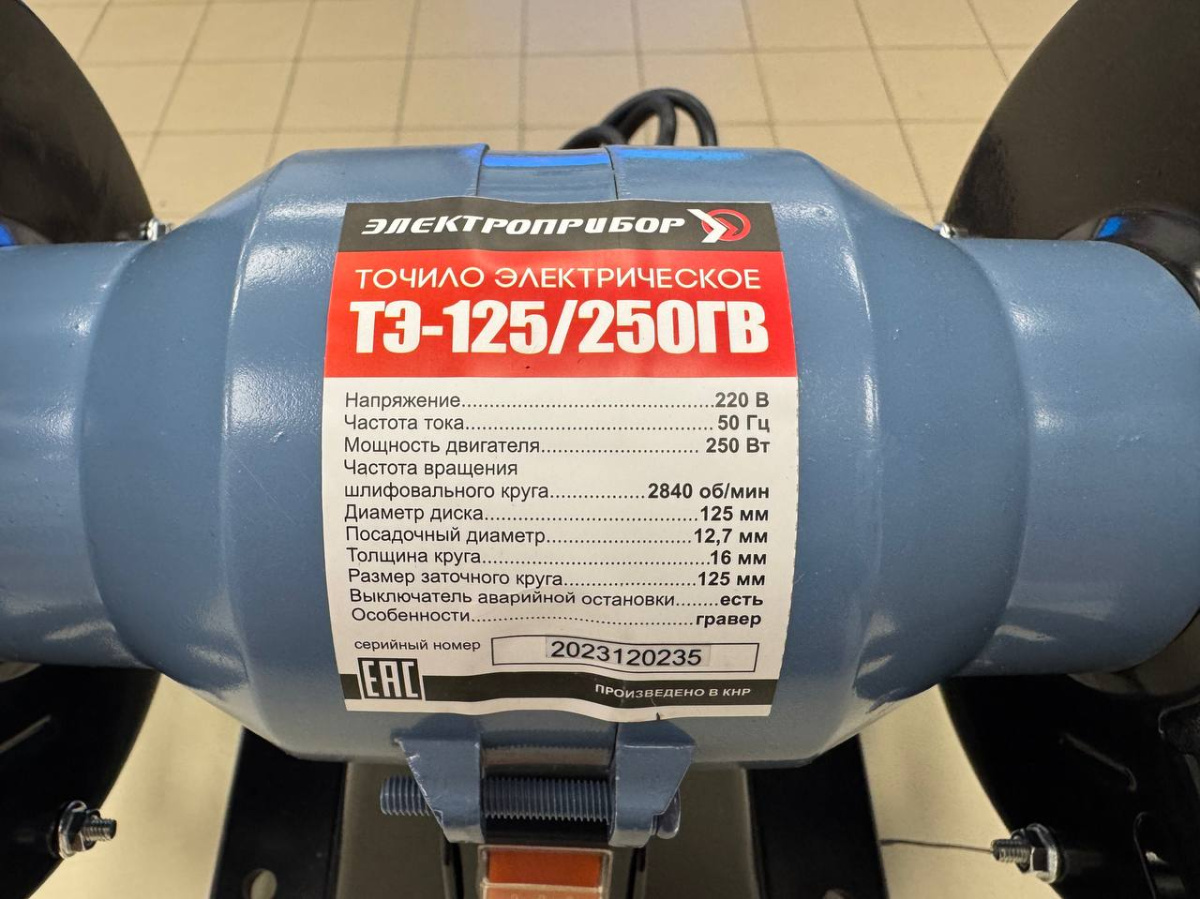 ЭЛЕКТРОПРИБОР
ТОЧИЛО ЭЛЕКТРИЧЕСКОЕ
ТЭ-125/250ГВ
Напряжение........................................220 В
Частота тока........................................50 Гц
Мощность двигателя.........................250 Вт
Частота вращения
шлифовального круга...............2840 об/мин
Диаметр диска...................................125 мм
Посадочный диаметр.......................12,7 мм
Толщина круга.....................................16 мм
Размер заточного круга.....................125 мм
Выключатель аварийной остановки........есть
Особенности.....................................гравер
серийный номер 2023120235
EAC ПРОИЗВЕДЕНО В КНР